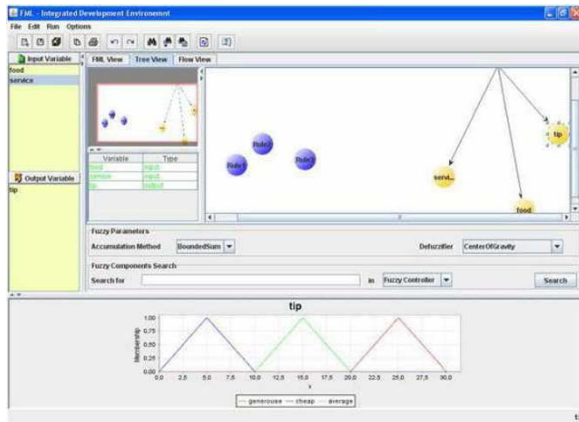 FML - Integrated Development Environement
File Edit Run Options
Input Variable
food
service
Output Variable
tip
FML View Tree View Flow View
Variable Type
food input
service input
tip output
Rule1
Rule2
Rule3
servi...
food
tip
Fuzzy Parameters
Accumulation Method BoundedSum Defuzzifier CenterOfGravity
Fuzzy Components Search
Search for in Fuzzy Controller Search
tip
Membership
1.00
0.75
0.50
0.25
0.00
0,0 2,5 5,0 7,5 10,0 12,5 15,0 17,5 20,0 22,5 25,0 27,5 30,0
x
generouse cheap average